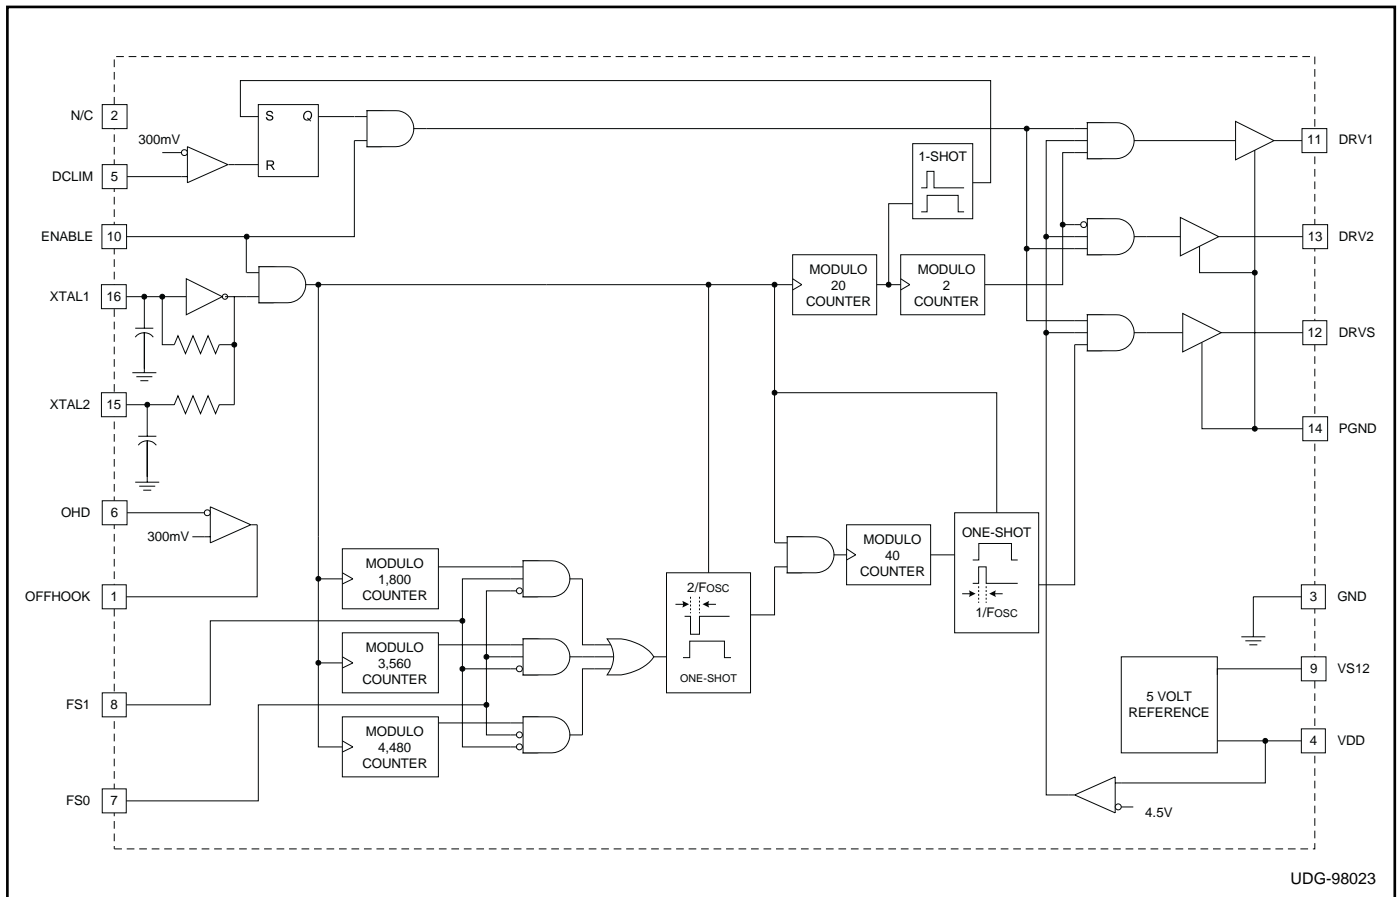 N/C 2
S Q
300mV
R
DCLIM 5
1-SHOT
11 DRV1
ENABLE 10
13 DRV2
MODULO
20
COUNTER
MODULO
2
COUNTER
XTAL1 16
12 DRVS
XTAL2 15
14 PGND
OHD 6
300mV
OFFHOOK 1
MODULO
1,800
COUNTER
2/FOSC
ONE-SHOT
MODULO
40
COUNTER
ONE-SHOT
1/FOSC
3 GND
MODULO
3,560
COUNTER
FS1 8
5 VOLT
REFERENCE
9 VS12
MODULO
4,480
COUNTER
4 VDD
FS0 7
4.5V
UDG-98023